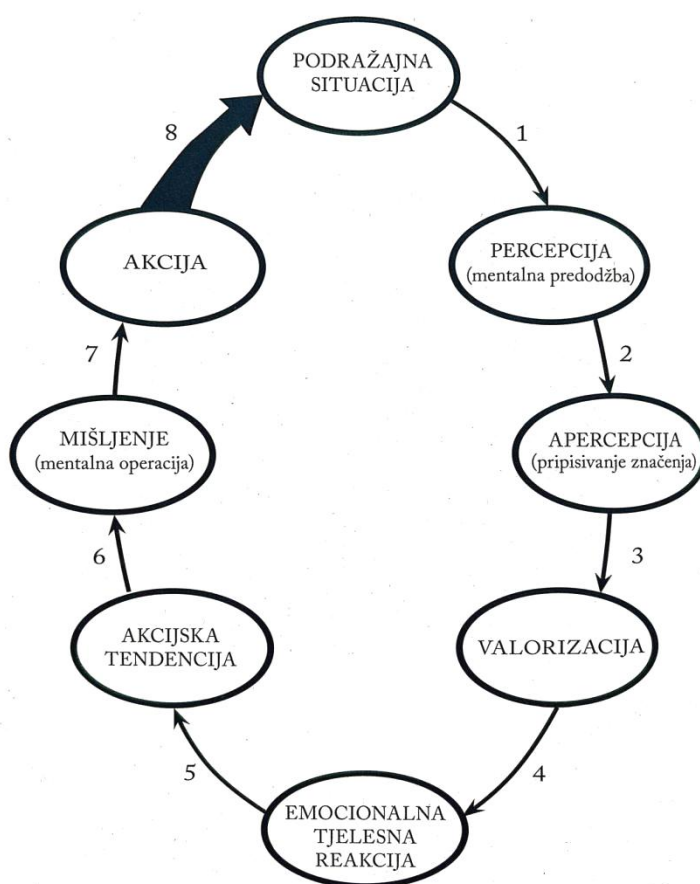 PODRAŽAJNA
SITUACIJA
1
PERCEPCIJA
(mentalna predodžba)
2
APERCEPCIJA
(pripisivanje značenja)
3
VALORIZACIJA
4
EMOCIONALNA
TJELESNA
REAKCIJA
5
AKCIJSKA
TENDENCIJA
6
MIŠLJENJE
(mentalna operacija)
7
AKCIJA
8